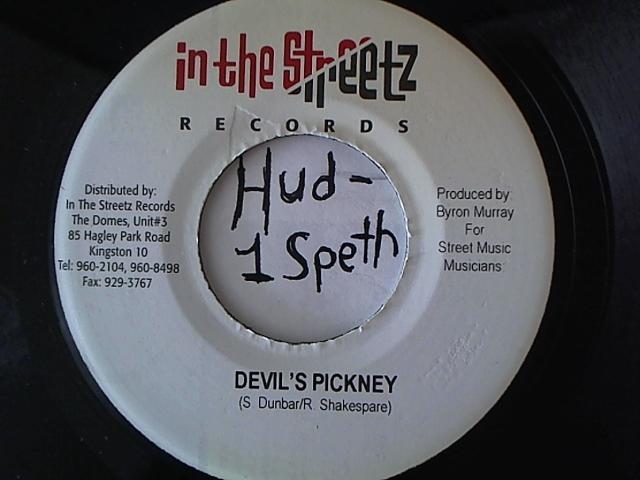 in the Streetz
RECORDS
Distributed by:
In The Streetz Records
The Domes, Unit#3
85 Hagley Park Road
Kingston 10
Tel: 960-2104, 960-8498
Fax: 929-3767
Hud-
1 Speth
Produced by
Byron Murray
For
Street Music
Musicians
DEVIL'S PICKNEY
(S. Dunbar/R. Shakespare)